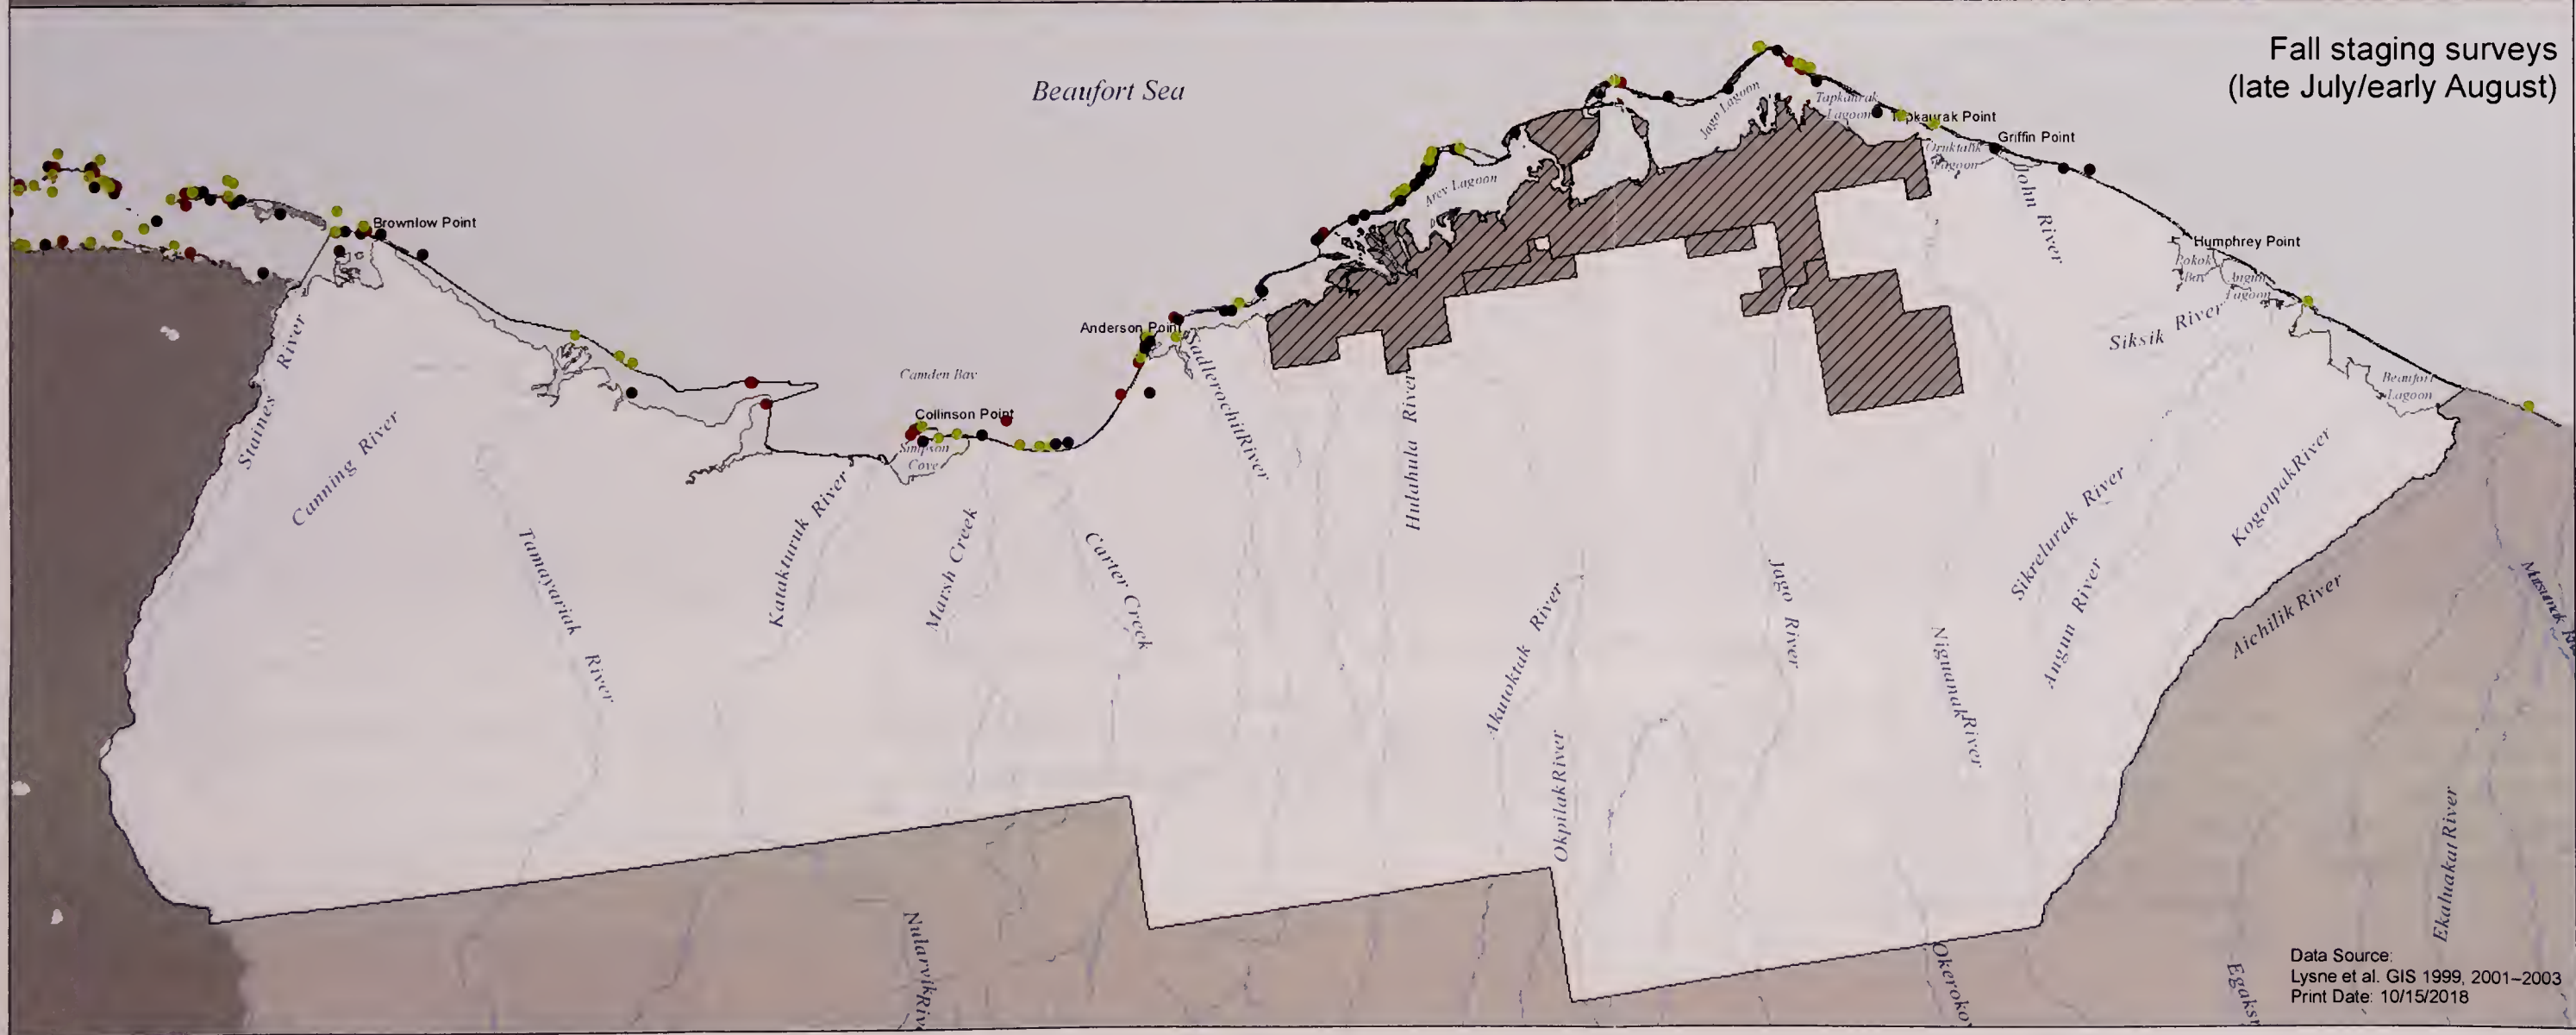 Fall staging surveys
(late July/early August)
Beaufort Sea
Jago Lagoon
Tapkaurak
Lagoon
Tapkaurak Point
Griffin Point
Oruktalik
Lagoon
Arey Lagoon
John River
Brownlow Point
Humphrey Point
Pokok
Bay
Angun
Lagoon
Siksik River
Anderson Point
Camden Bay
Collinson Point
Simpson
Cove
Beaufort
Lagoon
Staines River
Canning River
Tamayariak River
Katakturuk River
Marsh Creek
Carter Creek
Sadlerochit River
Hulahula River
Akutoktak River
Okpilak River
Jago River
Niguanak River
Sikrelurak River
Angun River
Kogotpak River
Aichilik River
Ekaluakat River
Data Source:
Lysne et al. GIS 1999, 2001–2003
Print Date: 10/15/2018